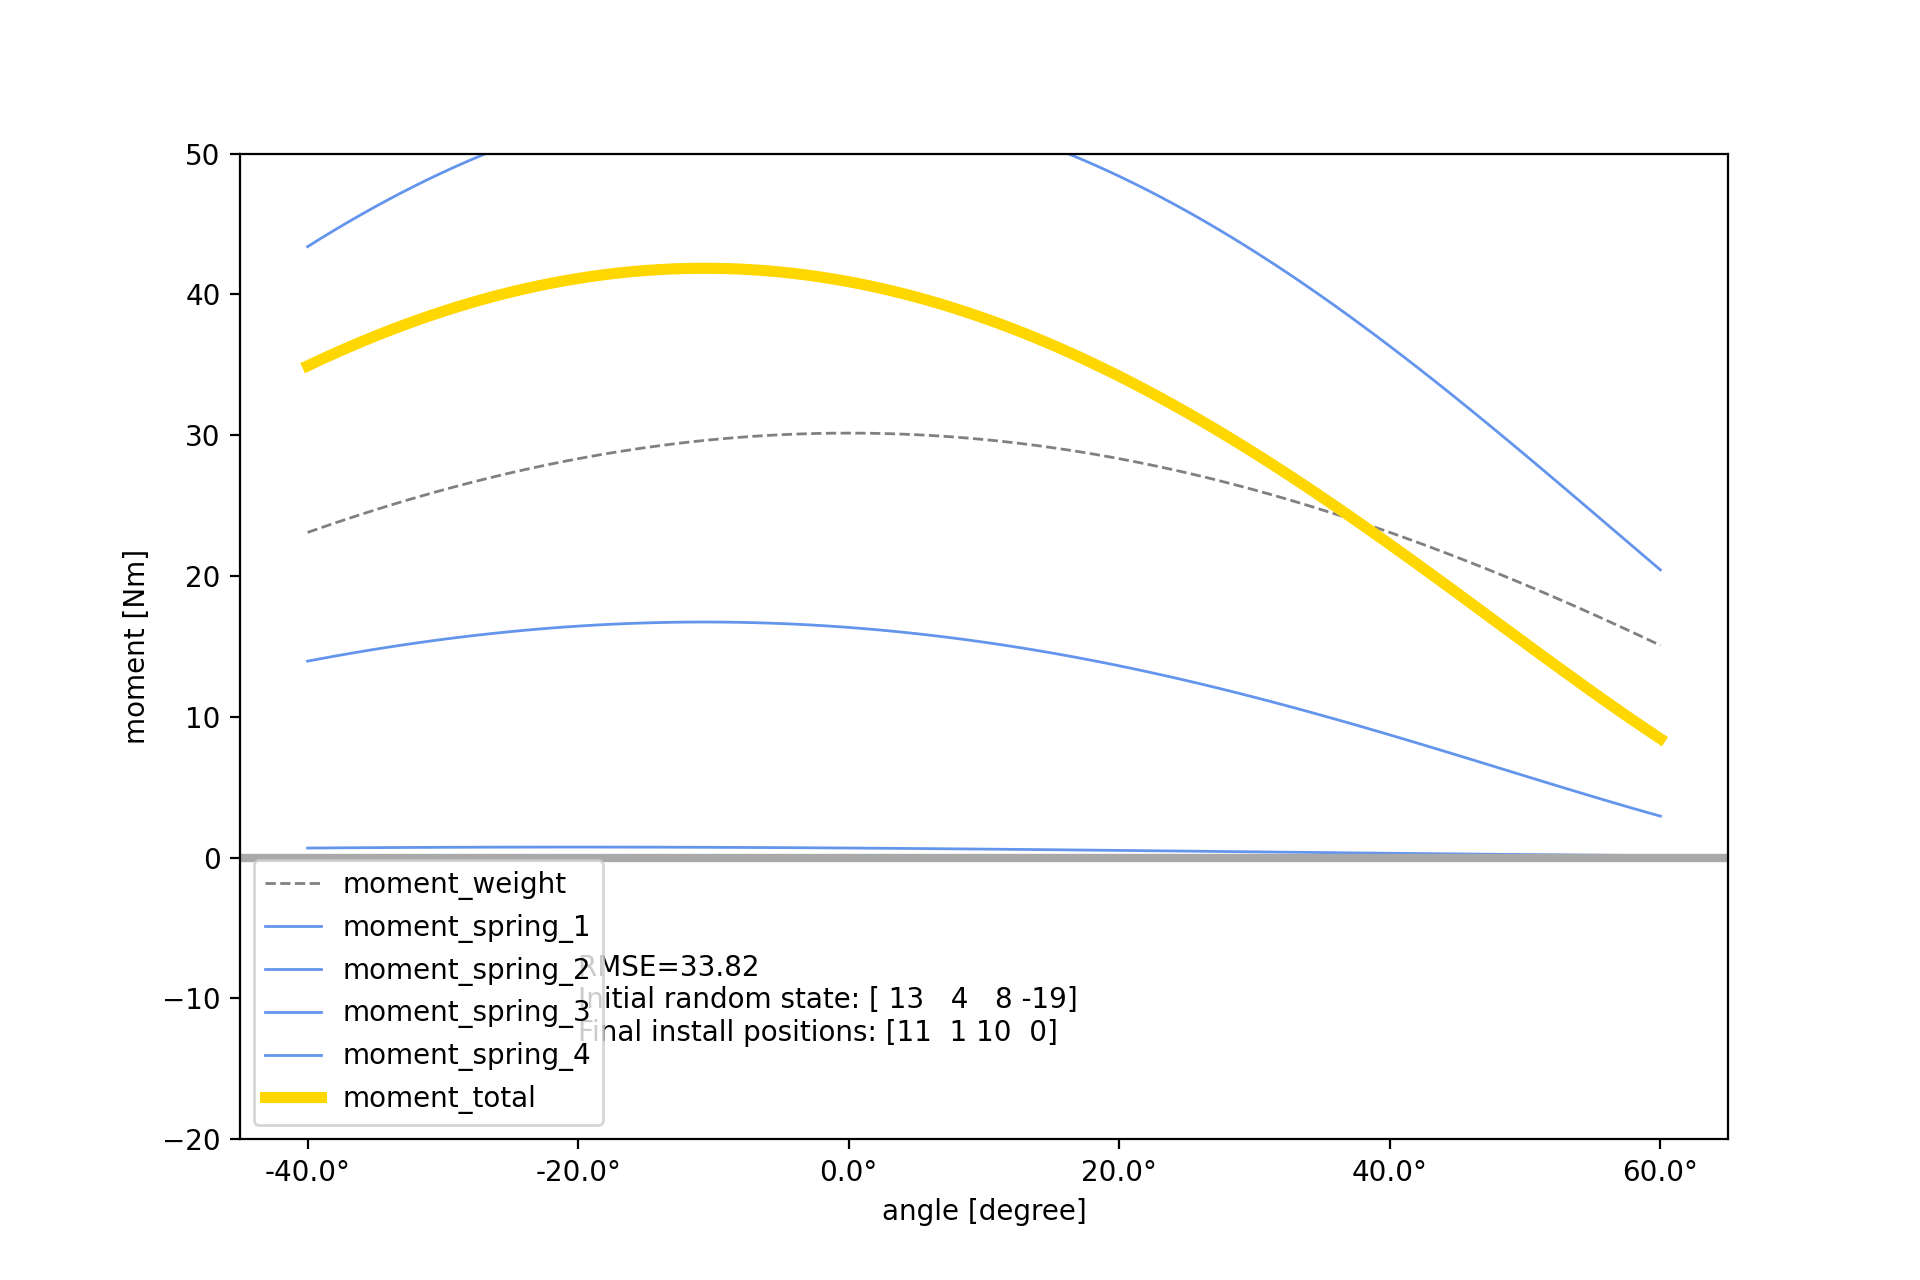 50
40
30
20
10
0
−10
−20
moment [Nm]
moment_weight
moment_spring_1
moment_spring_2
moment_spring_3
moment_spring_4
moment_total
RMSE=33.82
Initial random state: [ 13   4   8 -19]
Final install positions: [11  1 10  0]
-40.0° -20.0° 0.0° 20.0° 40.0° 60.0°
angle [degree]